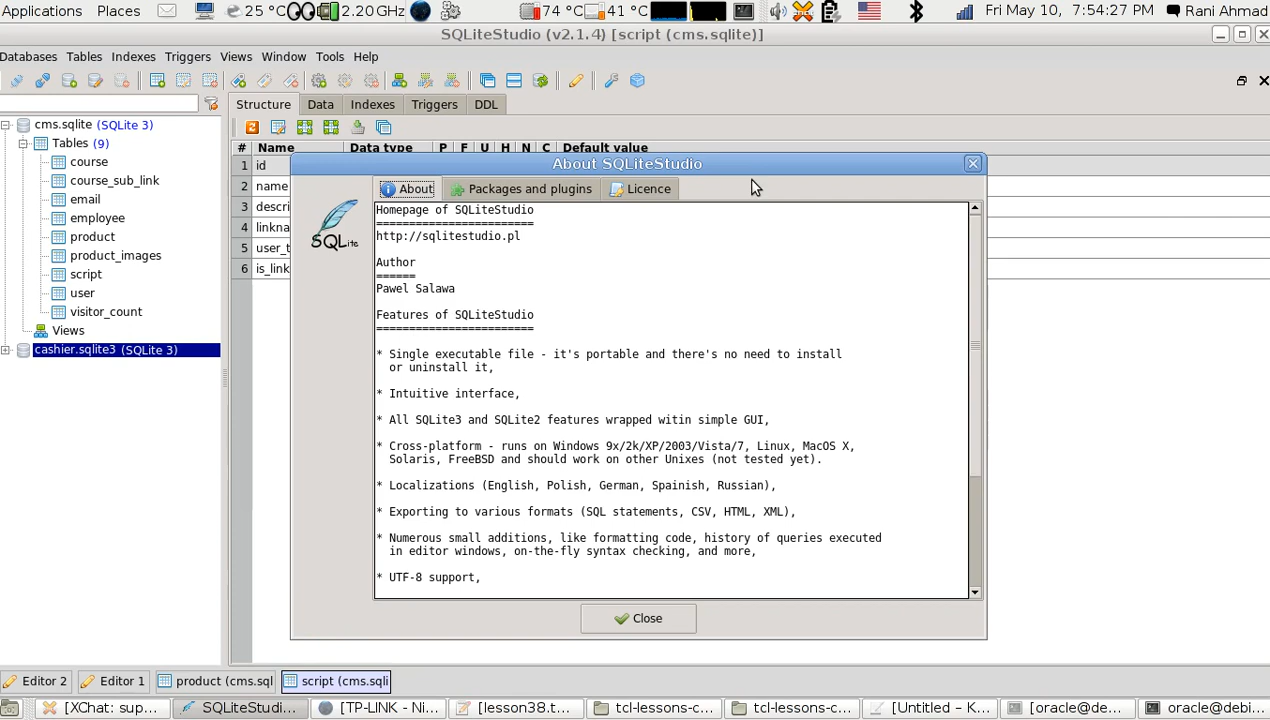 Applications Places 25 °C 2.20 GHz 74 °C 41 °C Fri May 10, 7:54:27 PM Rani Ahmad
SQLiteStudio (v2.1.4) [script (cms.sqlite)]
Databases Tables Indexes Triggers Views Window Tools Help
Structure Data Indexes Triggers DDL
cms.sqlite (SQLite 3)
Tables (9)
course
course_sub_link
email
employee
product
product_images
script
user
visitor_count
Views
cashier.sqlite3 (SQLite 3)
# Name Data type P F U H N C Default value
1 id
2 name
3 descri
4 linkna
5 user_t
6 is_link
About SQLiteStudio
About Packages and plugins Licence
SQLite
Homepage of SQLiteStudio
========================
http://sqlitestudio.pl
Author
======
Pawel Salawa
Features of SQLiteStudio
========================
* Single executable file - it's portable and there's no need to install
or uninstall it,
* Intuitive interface,
* All SQLite3 and SQLite2 features wrapped witin simple GUI,
* Cross-platform - runs on Windows 9x/2k/XP/2003/Vista/7, Linux, MacOS X,
Solaris, FreeBSD and should work on other Unixes (not tested yet).
* Localizations (English, Polish, German, Spainish, Russian),
* Exporting to various formats (SQL statements, CSV, HTML, XML),
* Numerous small additions, like formatting code, history of queries executed
in editor windows, on-the-fly syntax checking, and more,
* UTF-8 support,
Close
Editor 2 Editor 1 product (cms.sql script (cms.sqli
[XChat: sup... SQLiteStudi... [TP-LINK - Ni... [lesson38.t... tcl-lessons-c... tcl-lessons-c... [Untitled – K... [oracle@de... oracle@debi...